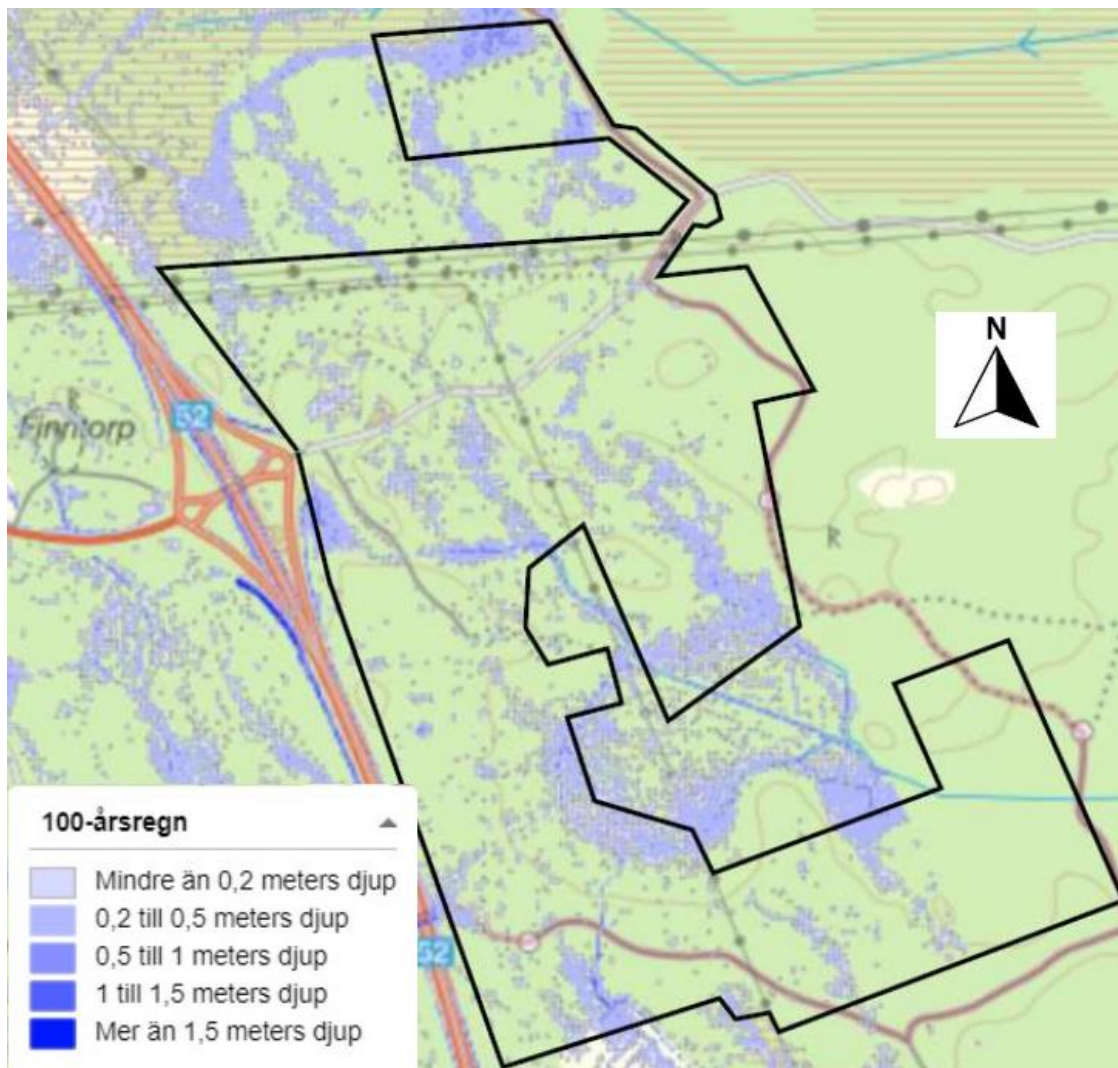 N
52
Finntorp
R
R
52
100-årsregn
Mindre än 0,2 meters djup
0,2 till 0,5 meters djup
0,5 till 1 meters djup
1 till 1,5 meters djup
Mer än 1,5 meters djup